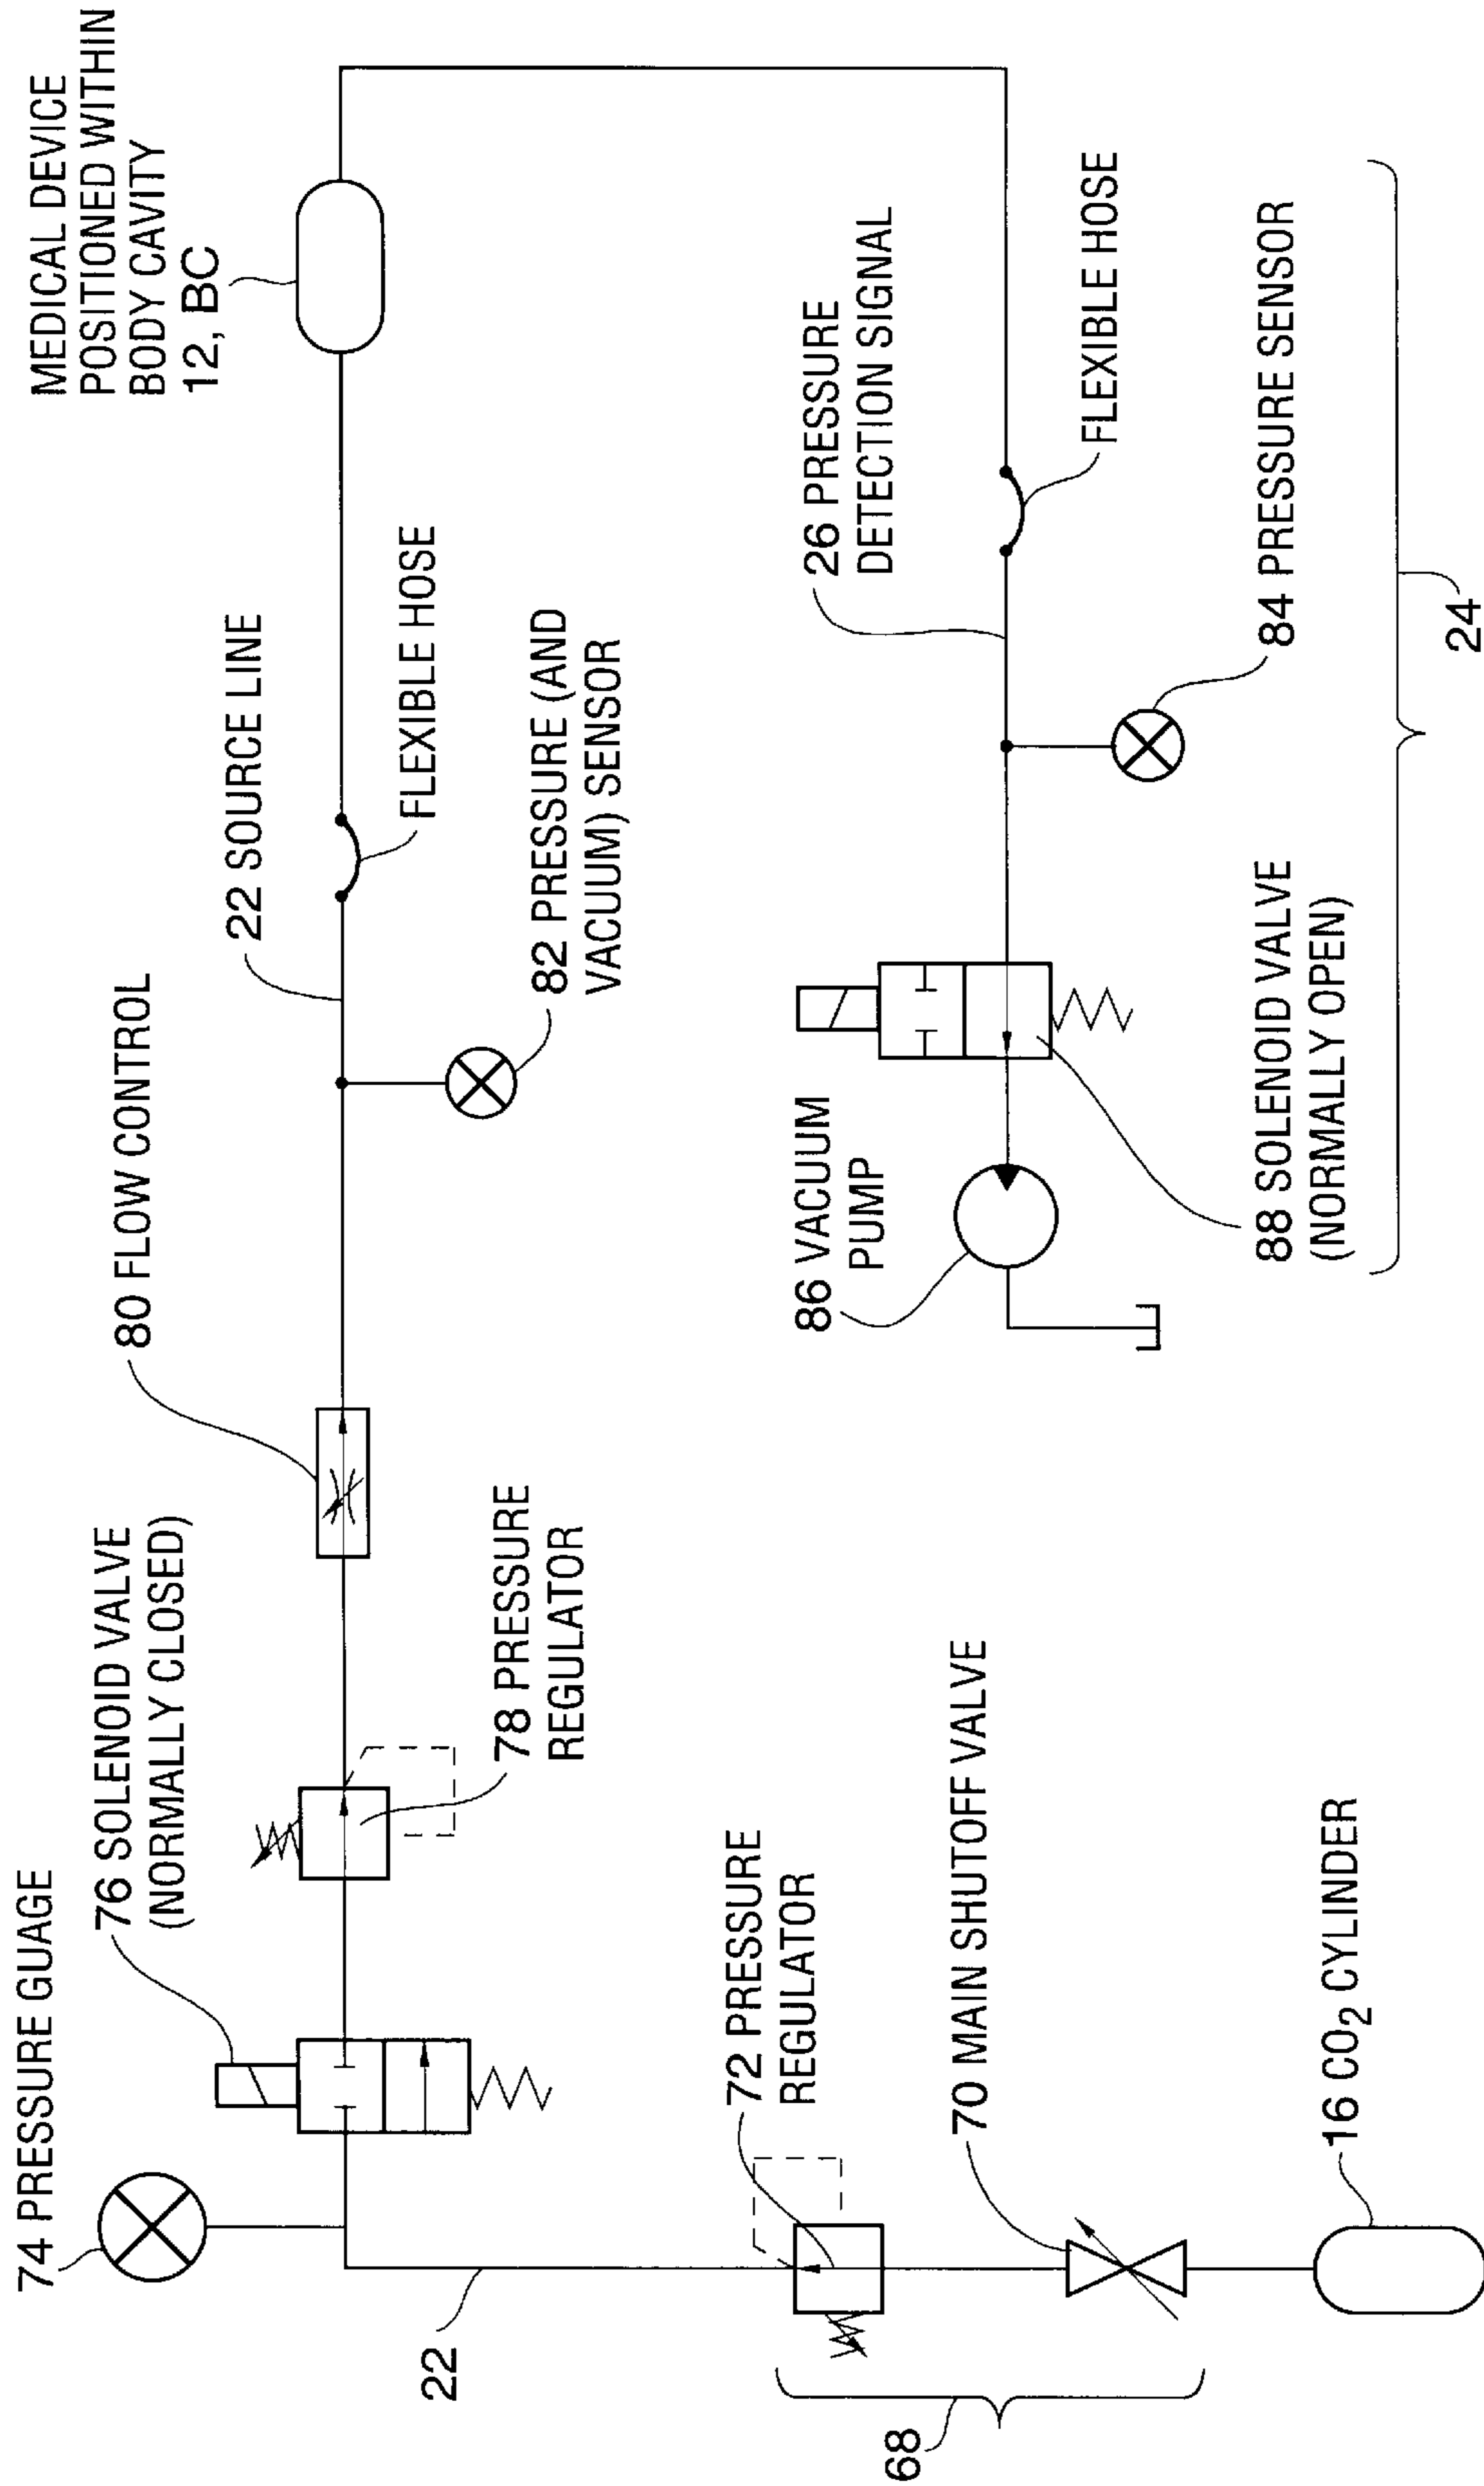 MEDICAL DEVICE
POSITIONED WITHIN
BODY CAVITY
12, BC
74 PRESSURE GUAGE
76 SOLENOID VALVE
(NORMALLY CLOSED)
80 FLOW CONTROL
22 SOURCE LINE
FLEXIBLE HOSE
78 PRESSURE
REGULATOR
82 PRESSURE (AND
VACUUM) SENSOR
22
72 PRESSURE
REGULATOR
86 VACUUM
PUMP
26 PRESSURE
DETECTION SIGNAL
FLEXIBLE HOSE
68
70 MAIN SHUTOFF VALVE
88 SOLENOID VALVE
(NORMALLY OPEN)
84 PRESSURE SENSOR
16 CO2 CYLINDER
24